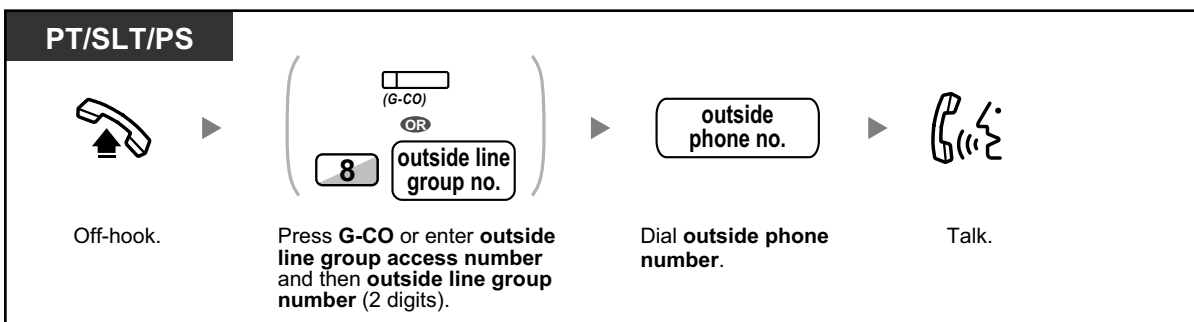 PT/SLT/PS
(G-CO)
OR
8
outside line
group no.
outside
phone no.
Off-hook.
Press G-CO or enter outside
line group access number
and then outside line group
number (2 digits).
Dial outside phone
number.
Talk.